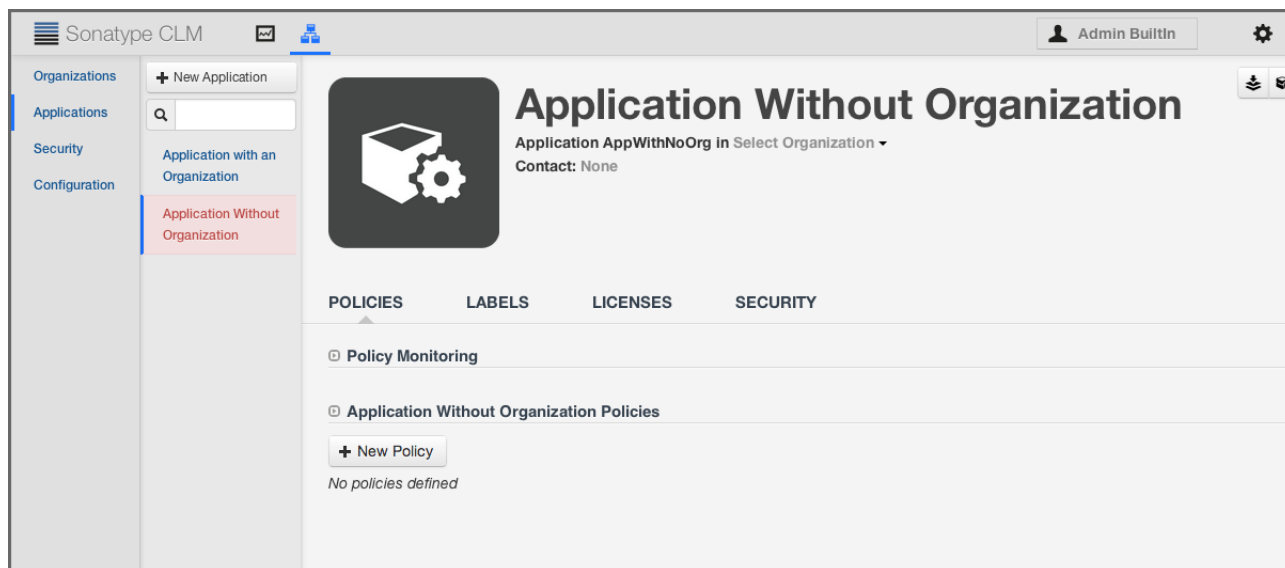 Sonatype CLM
Admin BuiltIn
Organizations
Applications
Security
Configuration
New Application
Application with an
Organization
Application Without
Organization
Application Without Organization
Application AppWithNoOrg in Select Organization
Contact: None
POLICIES LABELS LICENSES SECURITY
Policy Monitoring
Application Without Organization Policies
New Policy
No policies defined